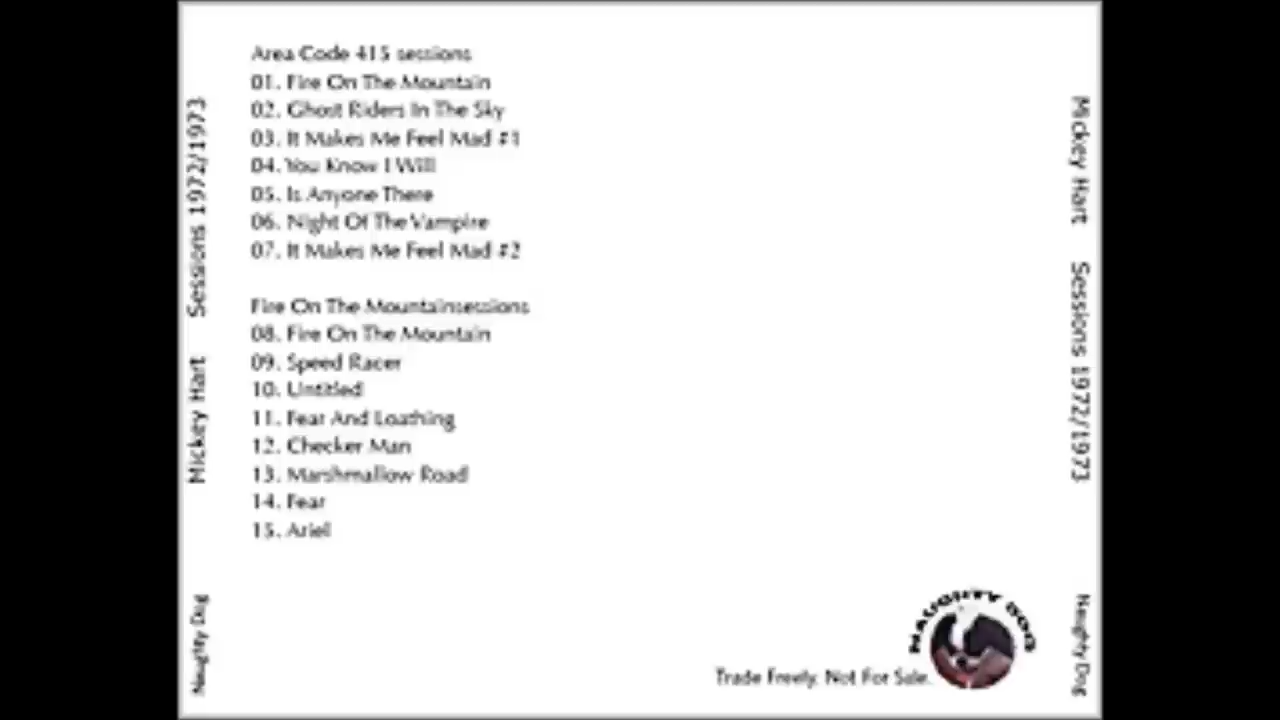 Area Code 415 sessions
01. Fire On The Mountain
02. Ghost Riders In The Sky
03. It Makes Me Feel Mad #1
04. You Know I Will
05. Is Anyone There
06. Night Of The Vampire
07. It Makes Me Feel Mad #2
Fire On The Mountainsessions
08. Fire On The Mountain
09. Speed Racer
10. Untitled
11. Fear And Loathing
12. Checker Man
13. Marshmallow Road
14. Fear
15. Ariel
Naughty Dog Mickey Hart Sessions 1972/1973
Mickey Hart Sessions 1972/1973 Naughty Dog
NAUGHTY DOG
Trade Freely. Not For Sale.